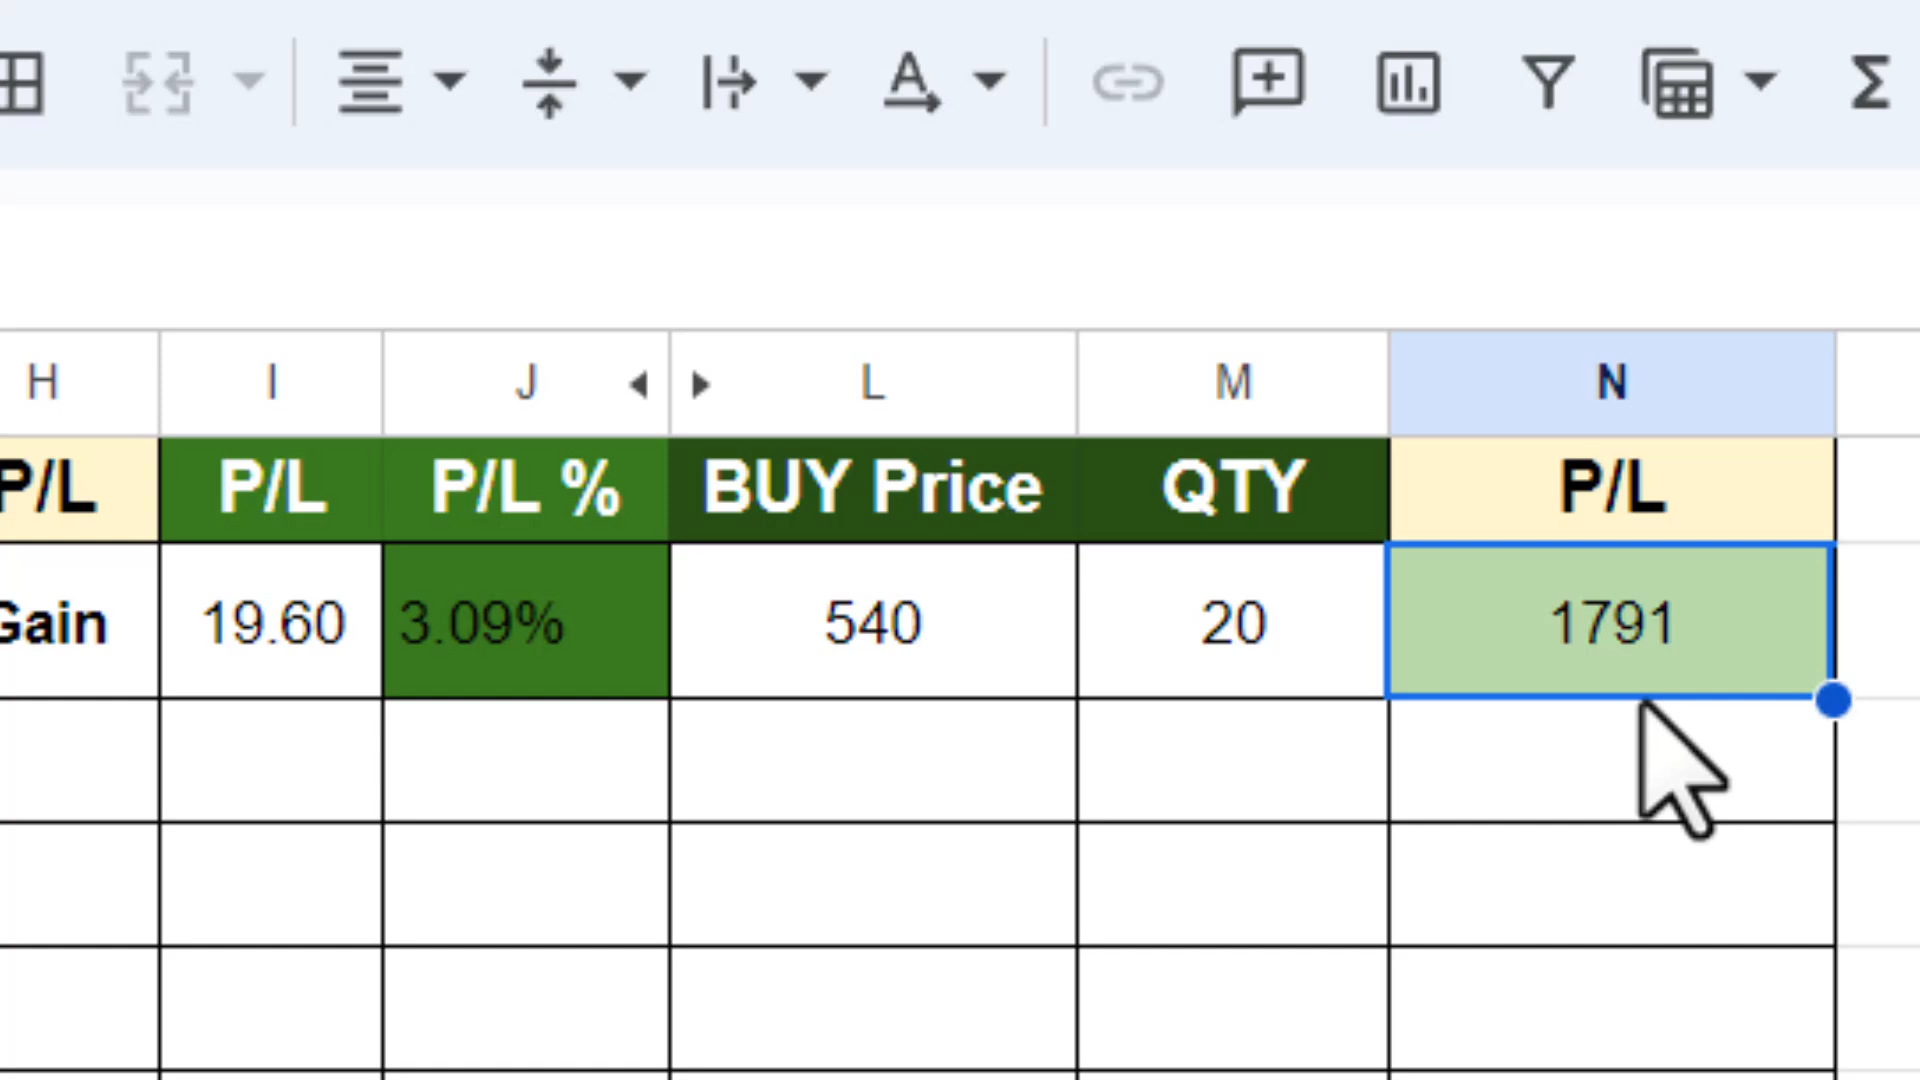 H I J L M N
P/L P/L P/L % BUY Price QTY P/L
Gain 19.60 3.09% 540 20 1791